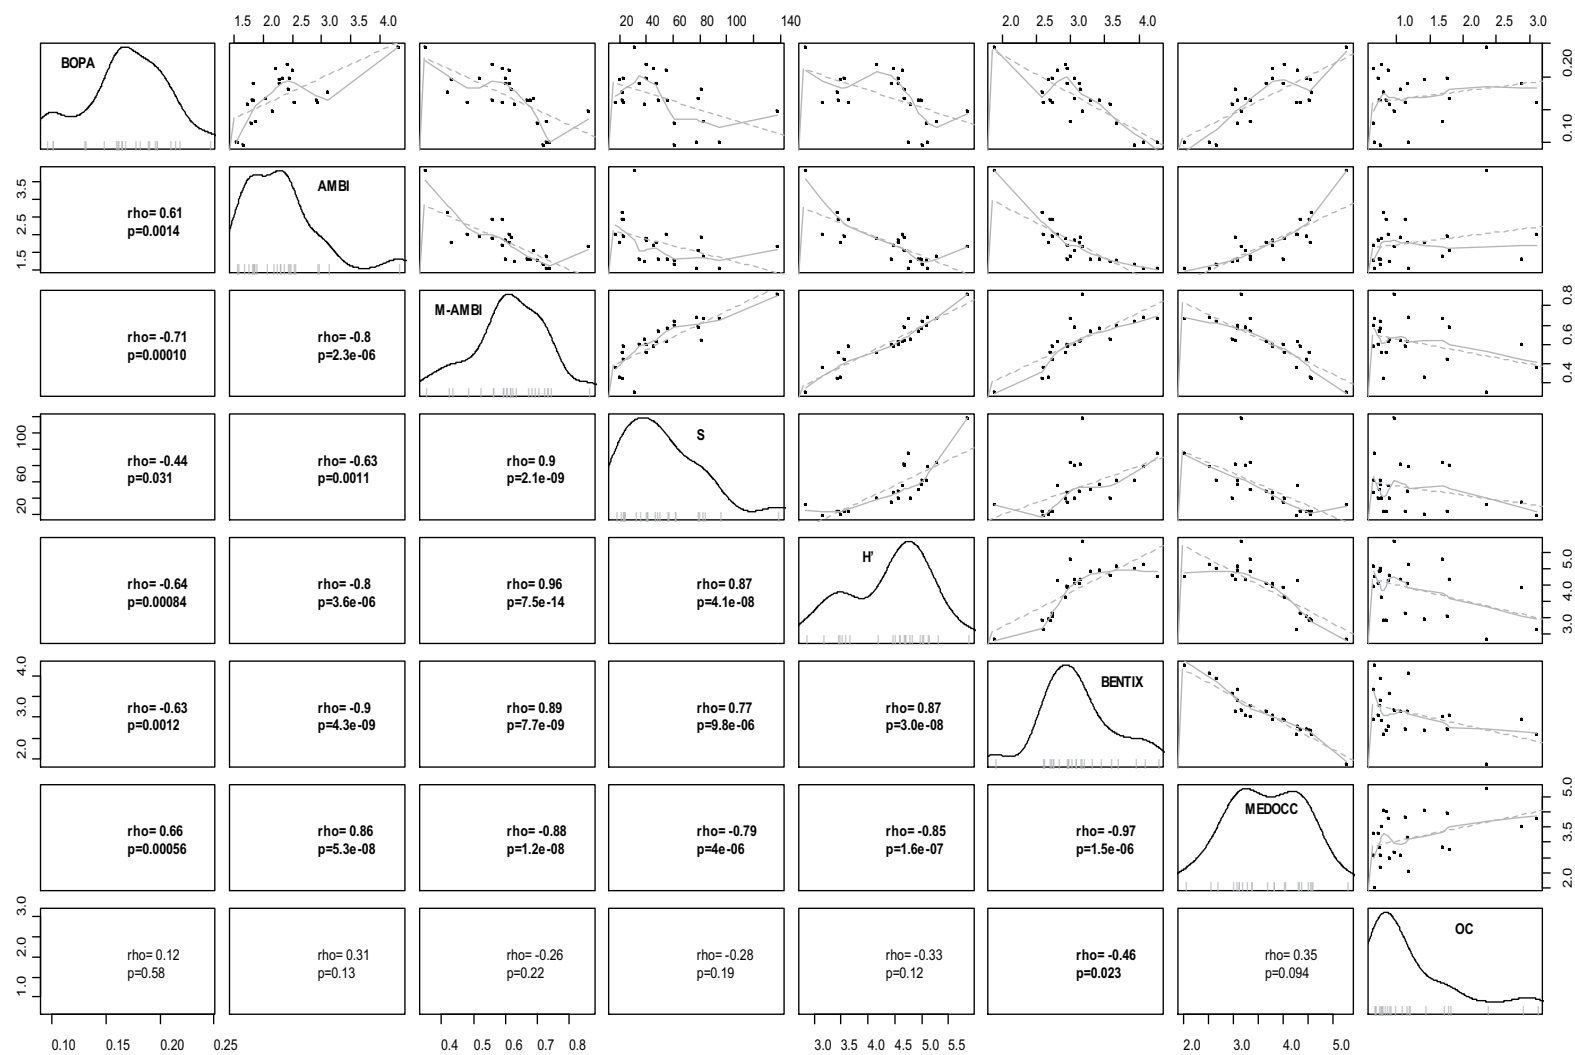 1.5 2.0 2.5 3.0 4.0 20 40 60 80 100 140 2.0 2.5 3.0 3.5 4.0 1.0 1.5 2.0 2.5 3.0
BOPA
0.10 0.20
AMBI
1.5 2.5 3.5
rho= 0.61
p=0.0014
M-AMBI
0.4 0.6 0.8
rho= -0.71 rho= -0.8
p=0.00010 p=2.3e-06
S
20 60 100
rho= -0.44 rho= -0.63 rho= 0.9
p=0.031 p=0.0011 p=2.1e-09
H'
3.0 4.0 5.0
rho= -0.64 rho= -0.8 rho= 0.96 rho= 0.87
p=0.00084 p=3.6e-06 p=7.5e-14 p=4.1e-08
BENTIX
2.0 3.0 4.0
rho= -0.63 rho= -0.9 rho= 0.89 rho= 0.77 rho= 0.87
p=0.0012 p=4.3e-09 p=7.7e-09 p=9.8e-06 p=3.0e-08
MEDOCC
2.0 3.5 5.0
rho= 0.66 rho= 0.86 rho= -0.88 rho= -0.79 rho= -0.85 rho= -0.97
p=0.00056 p=5.3e-08 p=1.2e-08 p=4e-06 p=1.6e-07 p=1.5e-06
OC
1.0 2.0 3.0
rho= 0.12 rho= 0.31 rho= -0.26 rho= -0.28 rho= -0.33 rho= -0.46 rho= 0.35
p=0.58 p=0.13 p=0.22 p=0.19 p=0.12 p=0.023 p=0.094
0.10 0.15 0.20 0.25 0.4 0.5 0.6 0.7 0.8 3.0 3.5 4.0 4.5 5.0 5.5 2.0 3.0 4.0 5.0